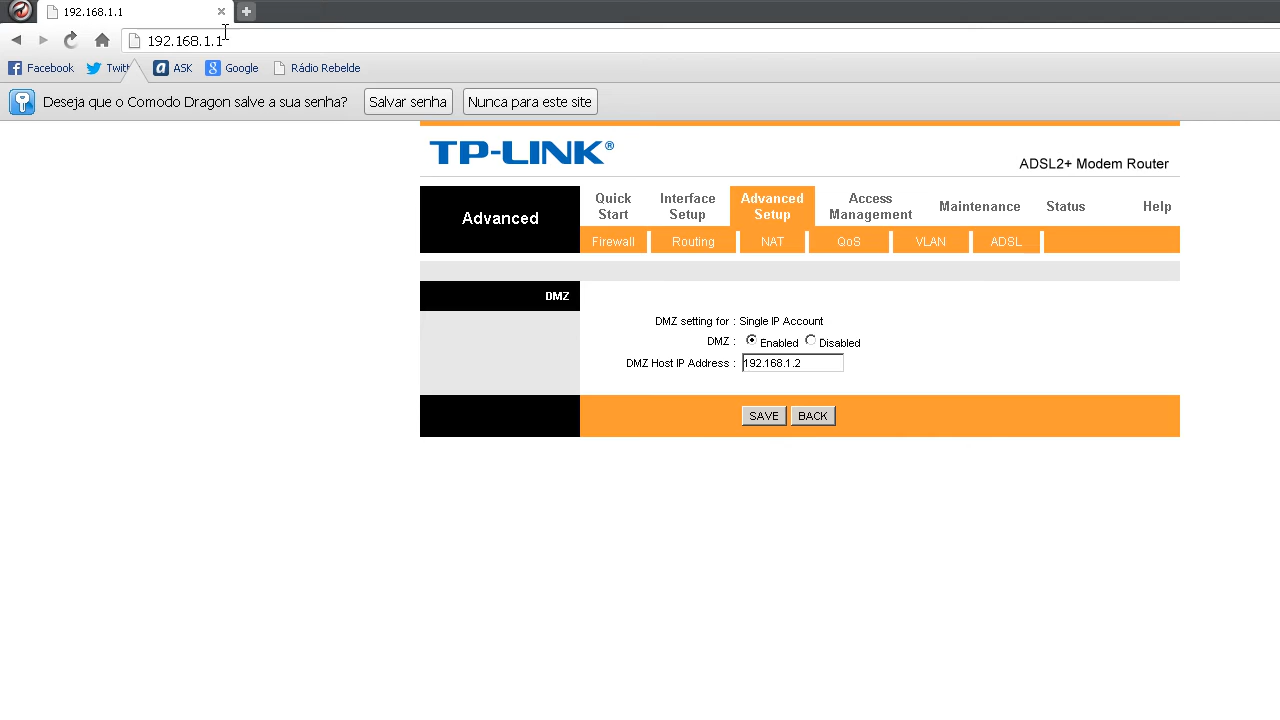 192.168.1.1
192.168.1.1
Facebook
ASK
Google
Rádio Rebelde
Deseja que o Comodo Dragon salve a sua senha?
Salvar senha
Nunca para este site
TP-LINK®
ADSL2+ Modem Router
Advanced
Quick Start
Interface Setup
Advanced Setup
Access Management
Maintenance
Status
Help
Firewall
Routing
NAT
QoS
VLAN
ADSL
DMZ
DMZ setting for : Single IP Account
DMZ : Enabled Disabled
DMZ Host IP Address : 192.168.1.2
SAVE BACK